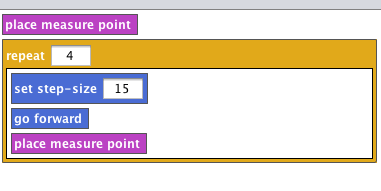 place measure point
repeat 4
set step-size 15
go forward
place measure point